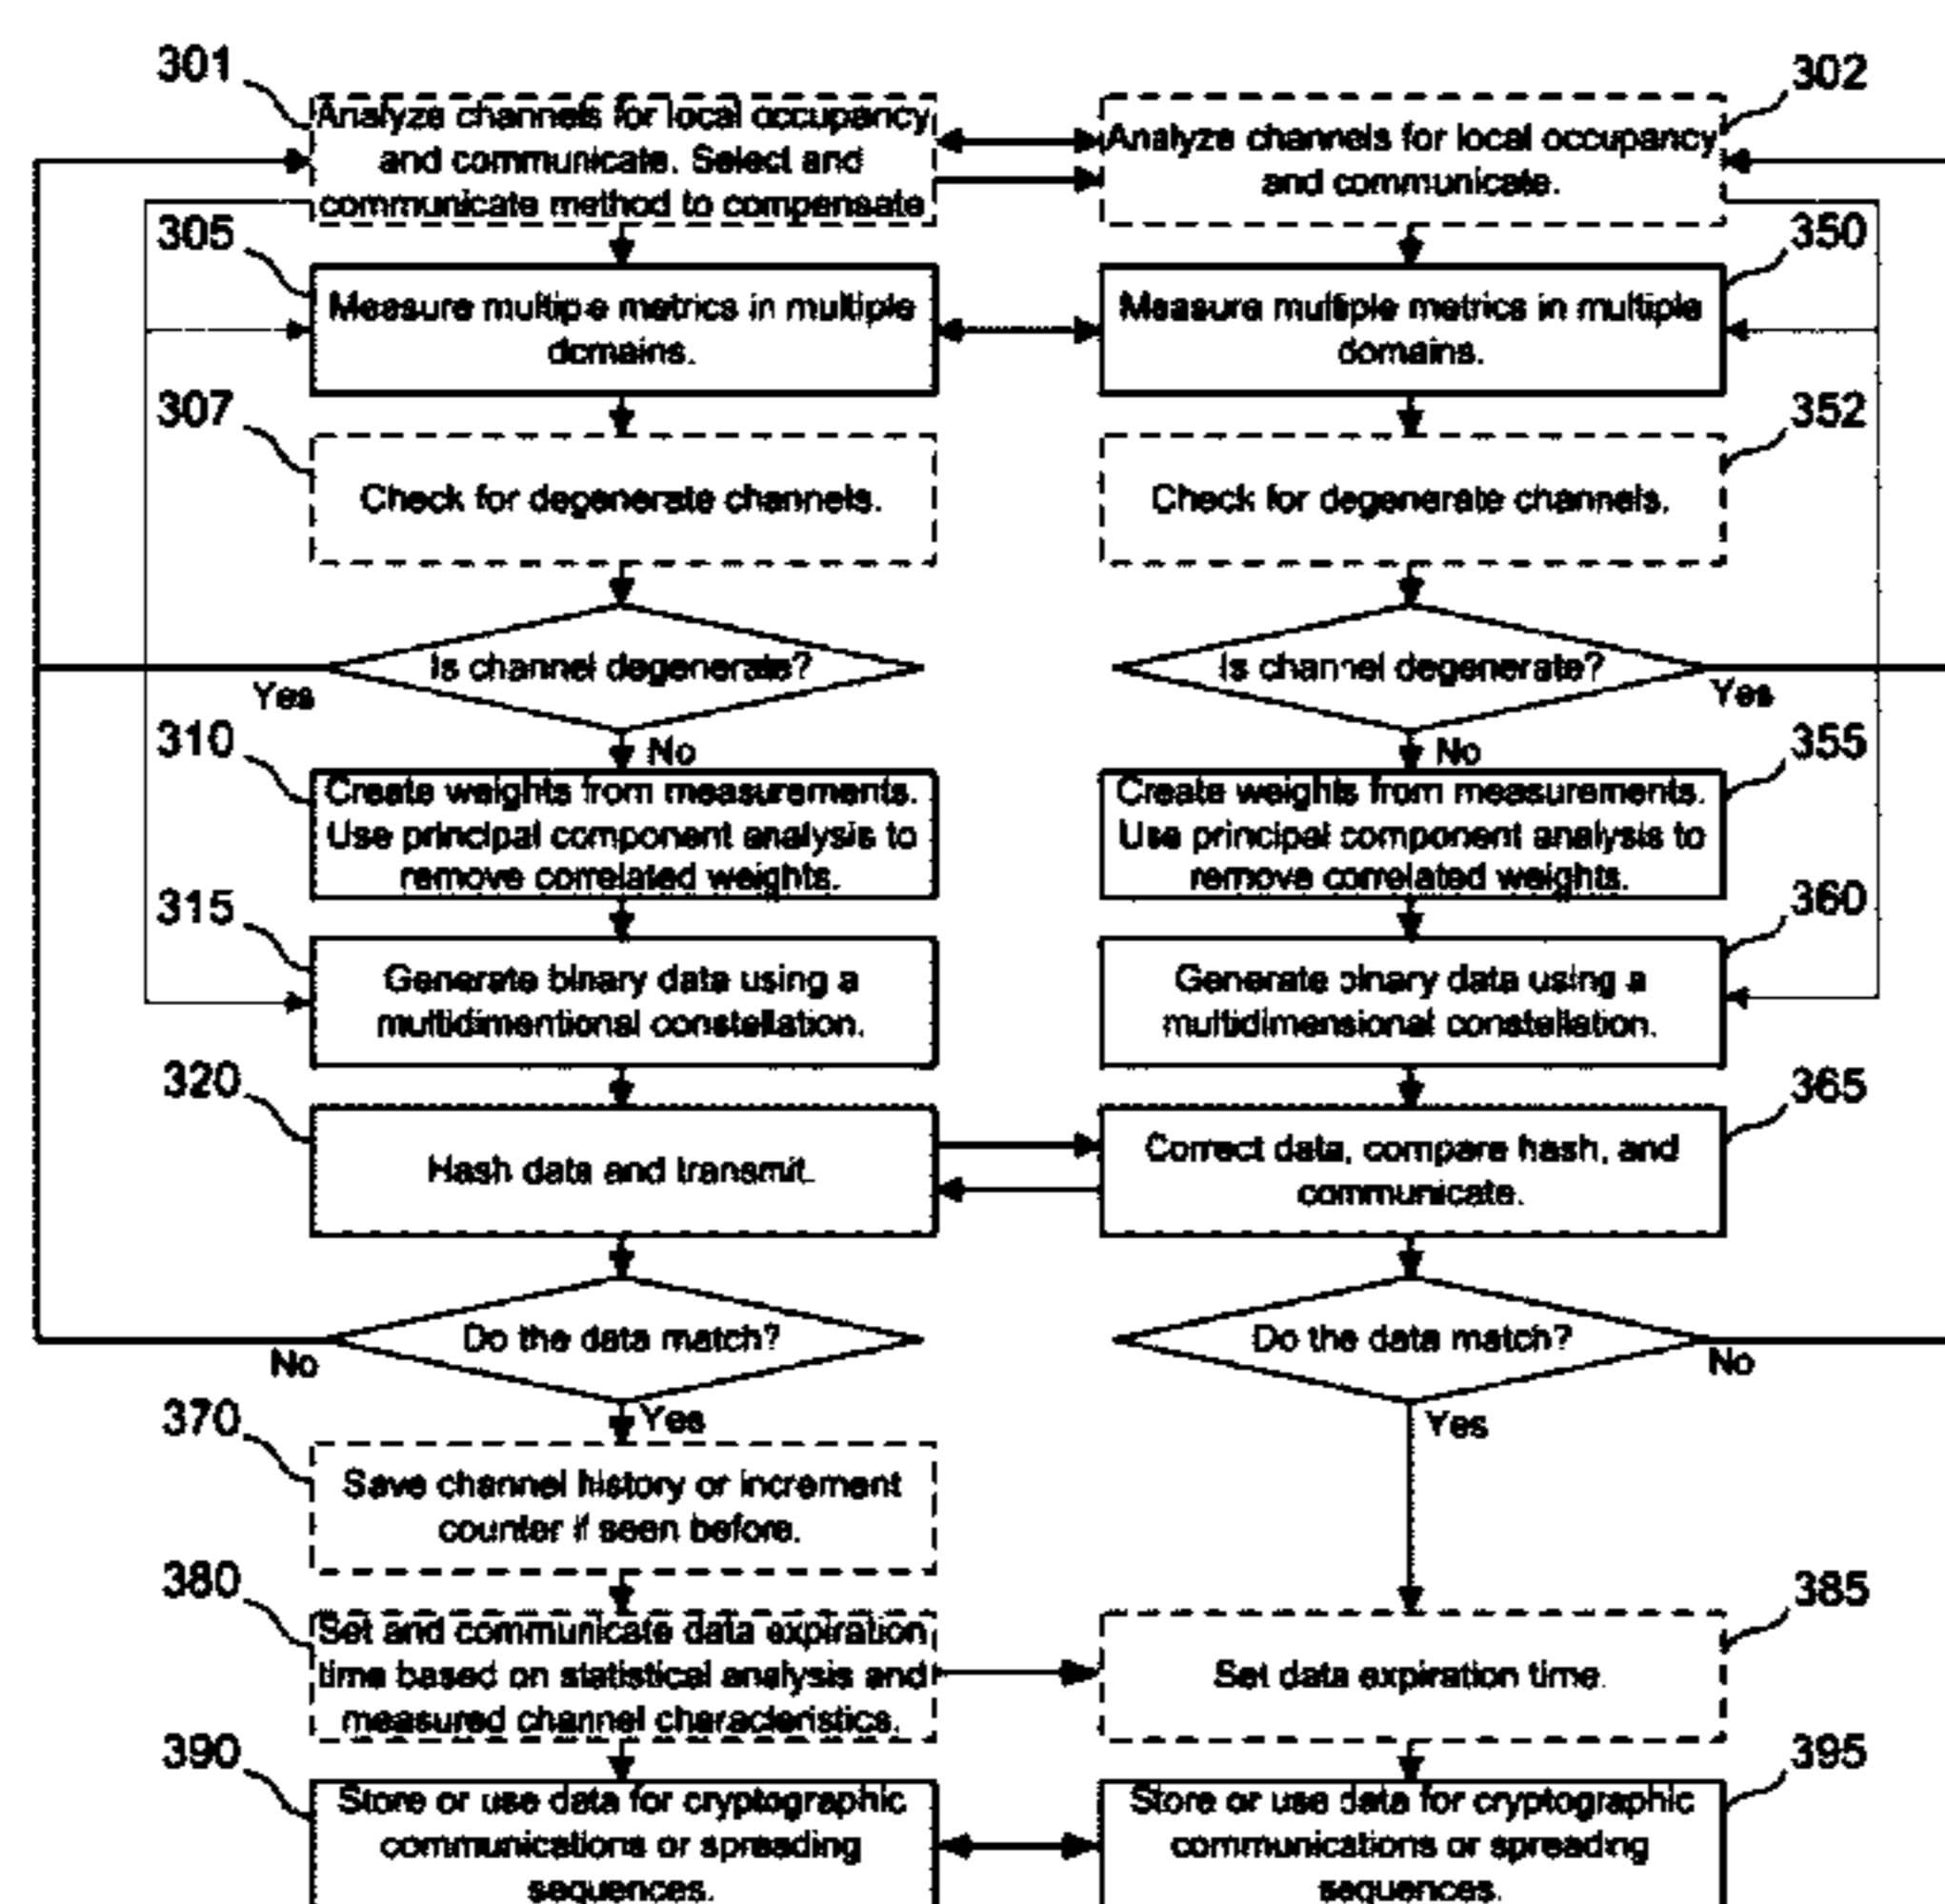 301
Analyze channels for local occupancy
and communicate. Select and
communicate method to compensate
302
Analyze channels for local occupancy
and communicate.
305
Measure multiple metrics in multiple
domains.
350
Measure multiple metrics in multiple
domains.
307
Check for degenerate channels.
352
Check for degenerate channels.
Is channel degenerate?
Yes
No
Is channel degenerate?
Yes
No
310
Create weights from measurements.
Use principal component analysis to
remove correlated weights.
355
Create weights from measurements.
Use principal component analysis to
remove correlated weights.
315
Generate binary data using a
multidimentional constellation.
360
Generate binary data using a
multidimensional constellation.
320
Hash data and transmit.
365
Correct data, compare hash, and
communicate.
Do the data match?
No
Yes
Do the data match?
No
Yes
370
Save channel history or increment
counter if seen before.
380
Set and communicate data expiration
time based on statistical analysis and
measured channel characteristics.
385
Set data expiration time.
390
Store or use data for cryptographic
communications or spreading
sequences.
395
Store or use data for cryptographic
communications or spreading
sequences.